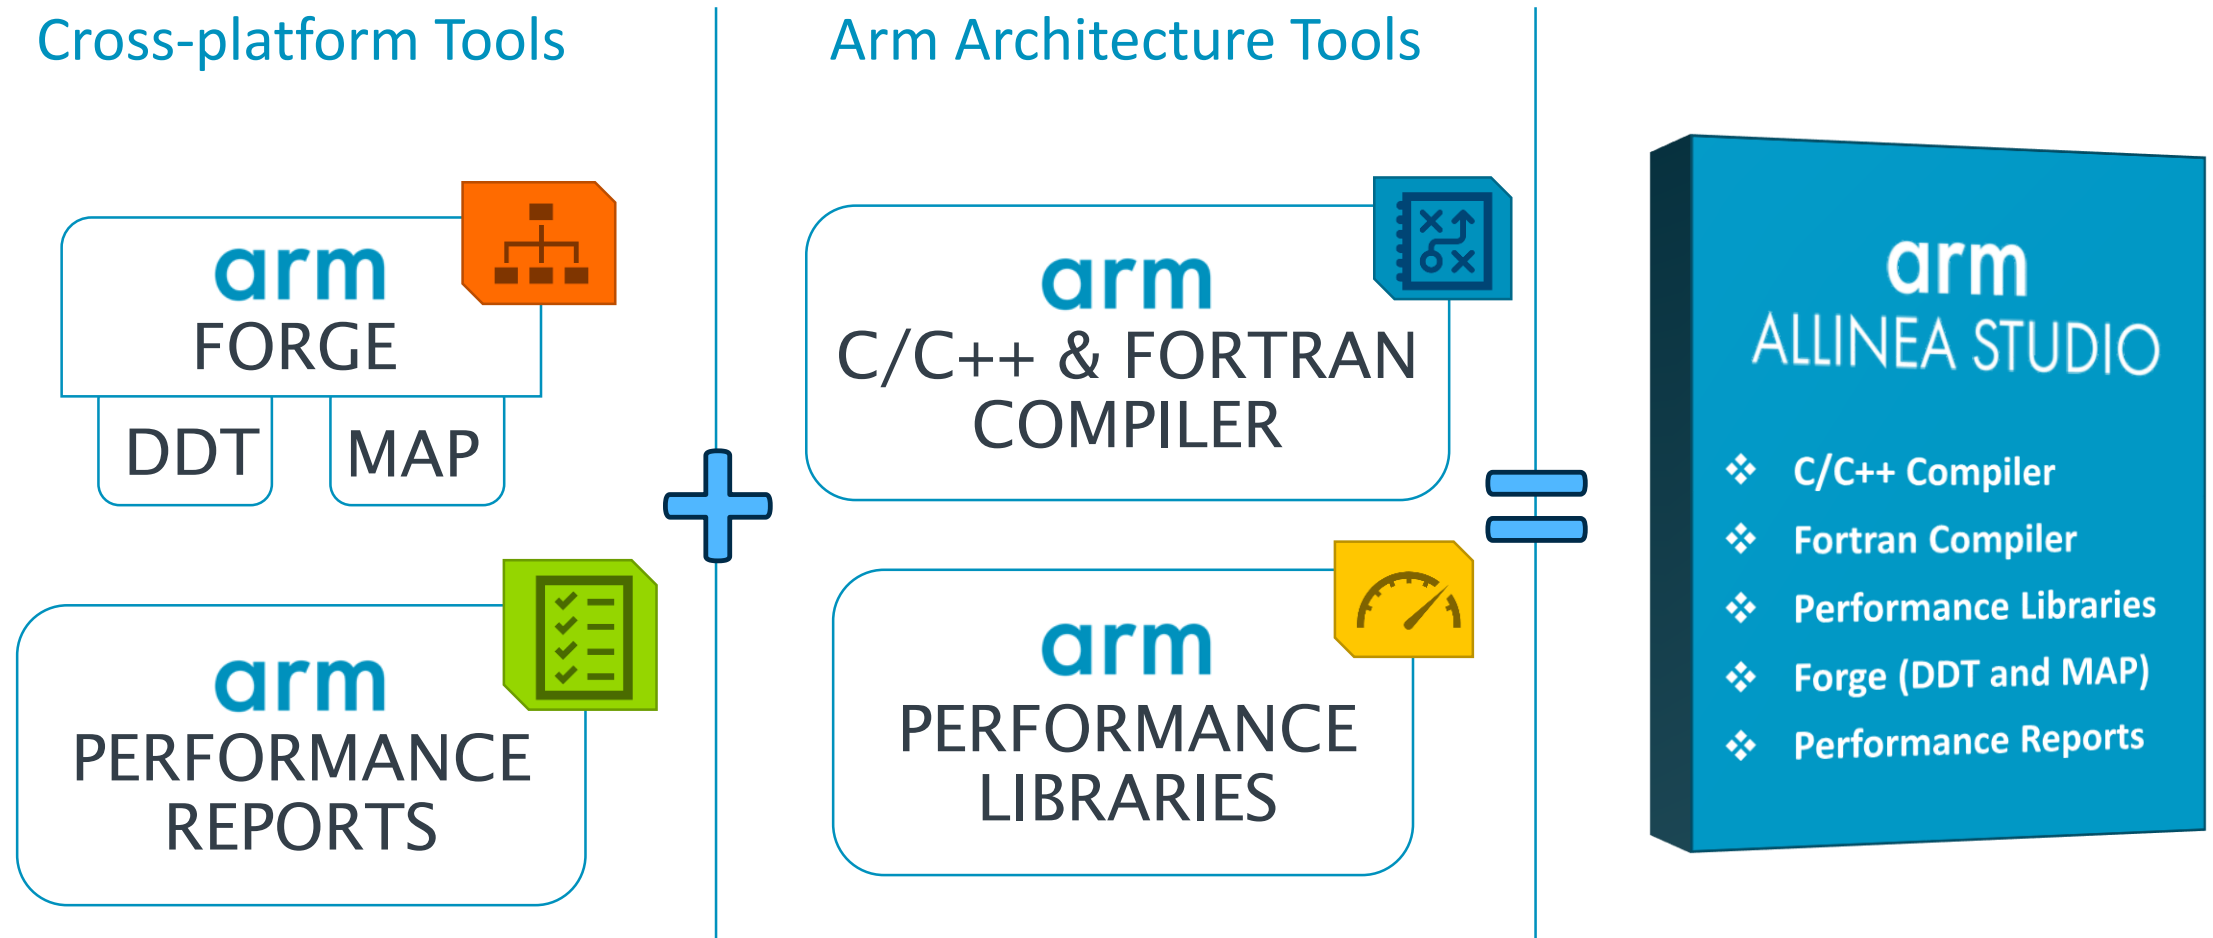 Cross-platform Tools
arm
FORGE
DDT
MAP
arm
PERFORMANCE
REPORTS
Arm Architecture Tools
arm
C/C++ & FORTRAN
COMPILER
arm
PERFORMANCE
LIBRARIES
arm
ALLINEA STUDIO
❖ C/C++ Compiler
❖ Fortran Compiler
❖ Performance Libraries
❖ Forge (DDT and MAP)
❖ Performance Reports